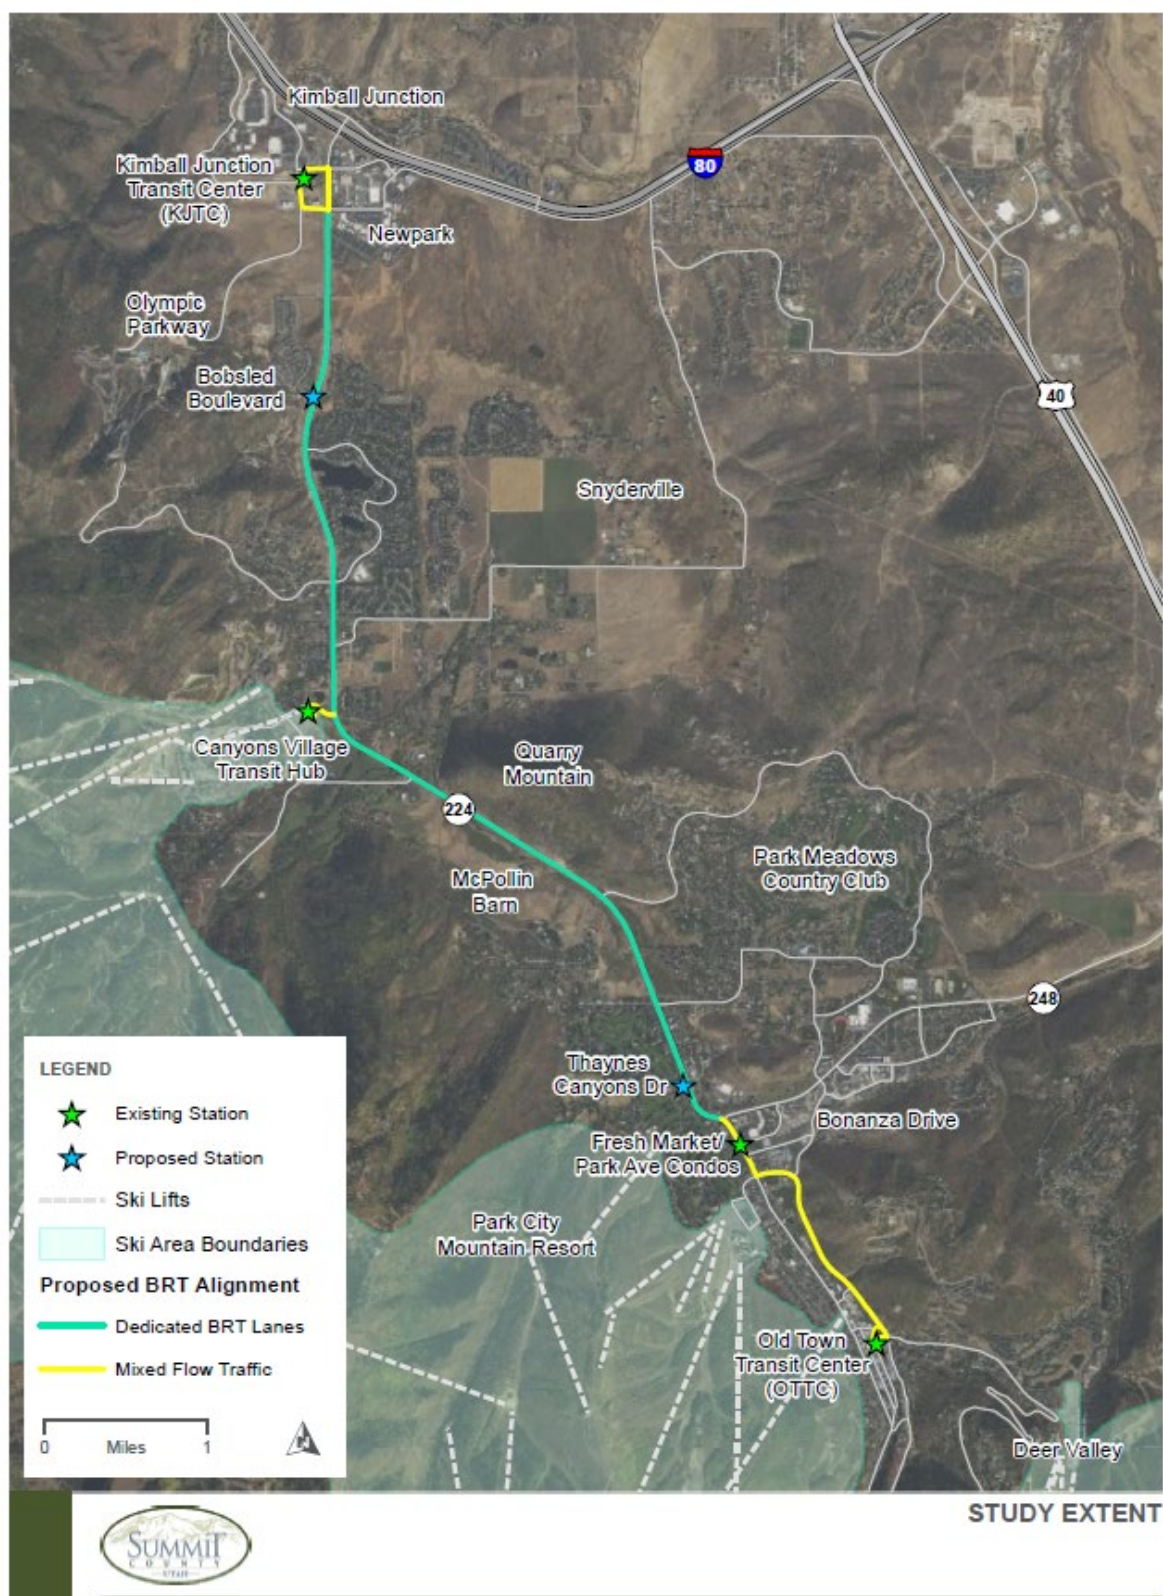 Kimball Junction
80
Kimball Junction
Transit Center
(KJTC)
Newpark
Olympic
Parkway
Bobsled
Boulevard
40
Snyderville
Canyons Village
Transit Hub
Quarry
Mountain
224
McPollin
Barn
Park Meadows
Country Club
248
Thaynes
Canyons Dr
Bonanza Drive
Fresh Market/
Park Ave Condos
Park City
Mountain Resort
Old Town
Transit Center
(OTTC)
Deer Valley
LEGEND
Existing Station
Proposed Station
Ski Lifts
Ski Area Boundaries
Proposed BRT Alignment
Dedicated BRT Lanes
Mixed Flow Traffic
0 Miles 1
N
STUDY EXTENT
SUMMIT
COUNTY
UTAH